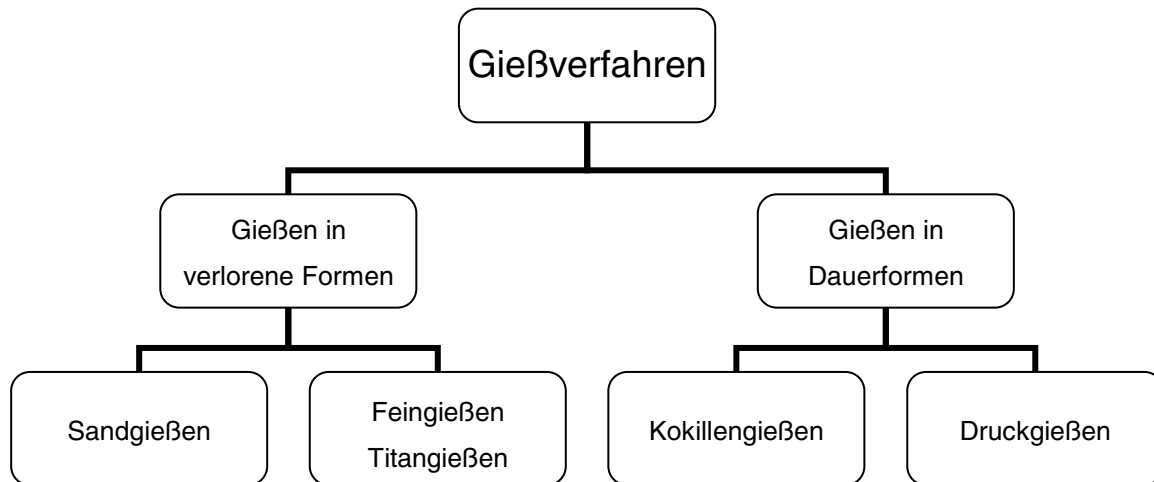 Gießverfahren
Gießen in
verlorene Formen
Gießen in
Dauerformen
Sandgießen
Feingießen
Titangießen
Kokillengießen
Druckgießen